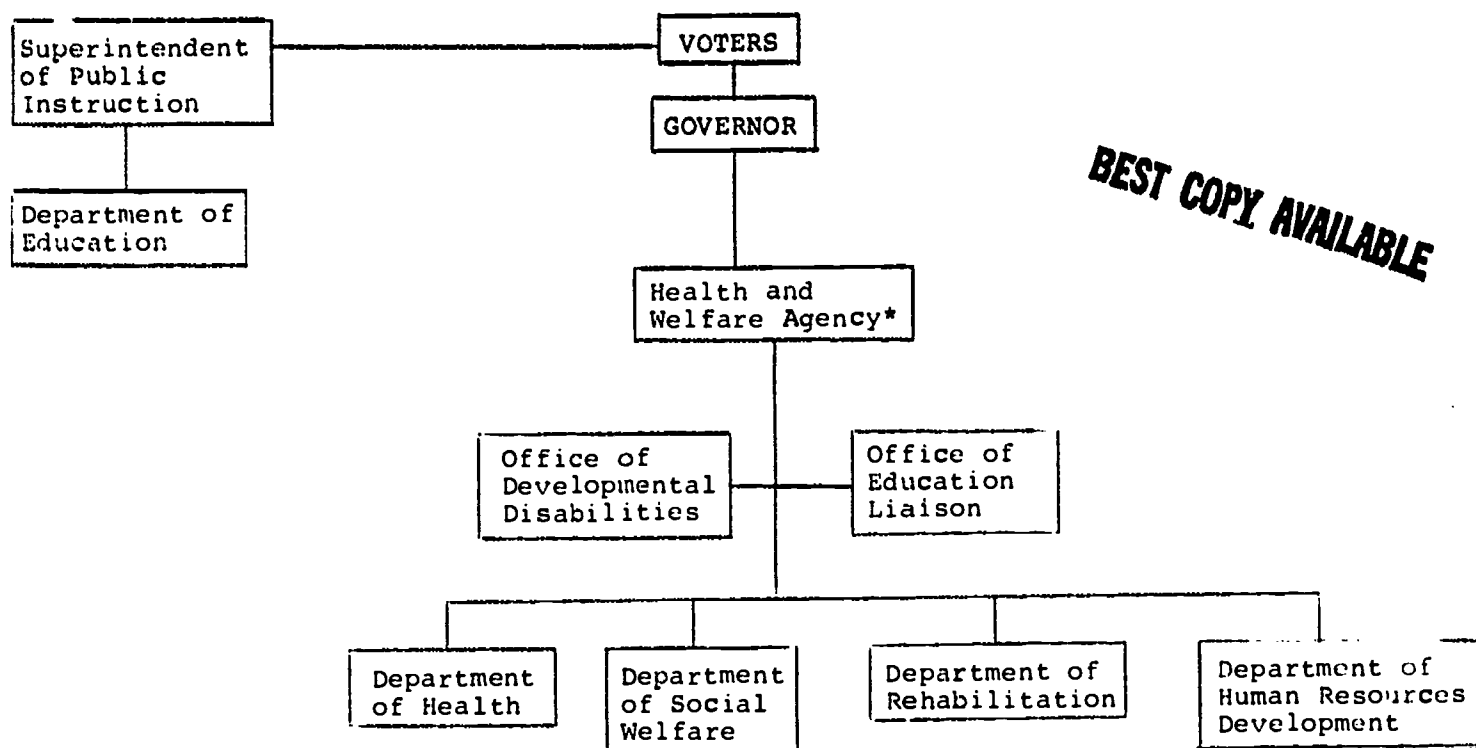 Superintendent
of Public
Instruction
VOTERS
GOVERNOR
BEST COPY AVAILABLE
Department of
Education
Health and
Welfare Agency*
Office of
Developmental
Disabilities
Office of
Education
Liaison
Department
of Health
Department
of Social
Welfare
Department of
Rehabilitation
Department of
Human Resources
Development